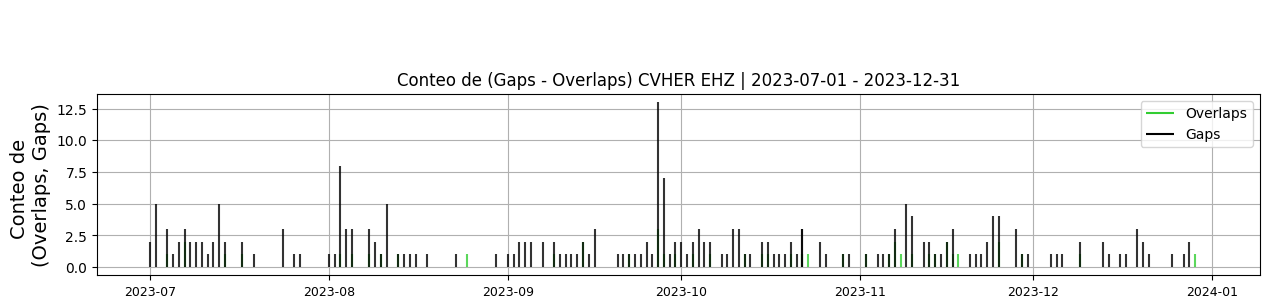 Conteo de (Gaps - Overlaps) CVHER EHZ | 2023-07-01 - 2023-12-31
Conteo de
(Overlaps, Gaps)
12.5
10.0
7.5
5.0
2.5
0.0
Overlaps
Gaps
2023-07
2023-08
2023-09
2023-10
2023-11
2023-12
2024-01